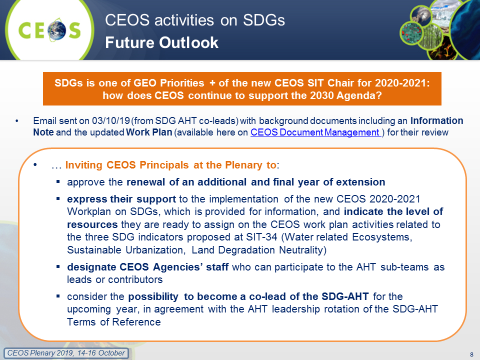 CEOS
CEOS activities on SDGs
Future Outlook
SDGs is one of GEO Priorities + of the new CEOS SIT Chair for 2020-2021:
how does CEOS continue to support the 2030 Agenda?
• Email sent on 03/10/19 (from SDG AHT co-leads) with background documents including an Information
Note and the updated Work Plan (available here on CEOS Document Management ) for their review
• … Inviting CEOS Principals at the Plenary to:
▪ approve the renewal of an additional and final year of extension
▪ express their support to the implementation of the new CEOS 2020-2021
Workplan on SDGs, which is provided for information, and indicate the level of
resources they are ready to assign on the CEOS work plan activities related to
the three SDG indicators proposed at SIT-34 (Water related Ecosystems,
Sustainable Urbanization, Land Degradation Neutrality)
▪ designate CEOS Agencies' staff who can participate to the AHT sub-teams as
leads or contributors
▪ consider the possibility to become a co-lead of the SDG-AHT for the
upcoming year, in agreement with the AHT leadership rotation of the SDG-AHT
Terms of Reference
CEOS Plenary 2019, 14-16 October
8